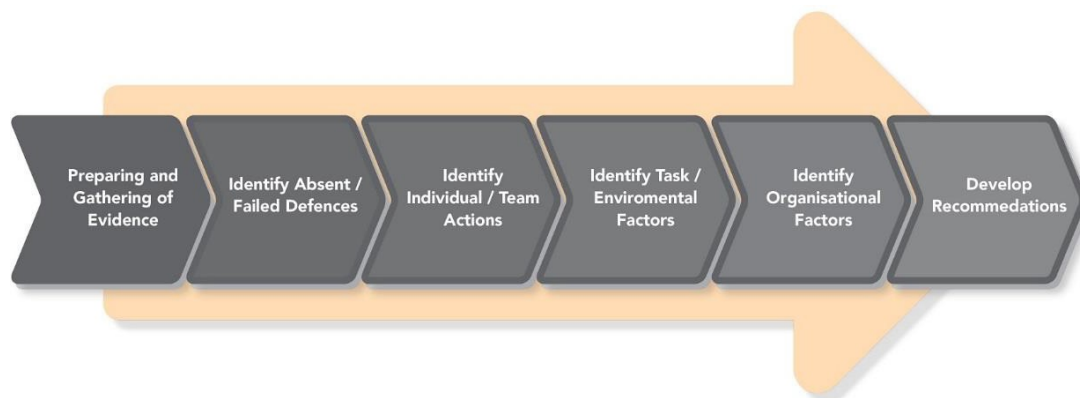 Preparing and
Gathering of
Evidence
Identify Absent /
Failed Defences
Identify
Individual / Team
Actions
Identify Task /
Enviromental
Factors
Identify
Organisational
Factors
Develop
Recommedations